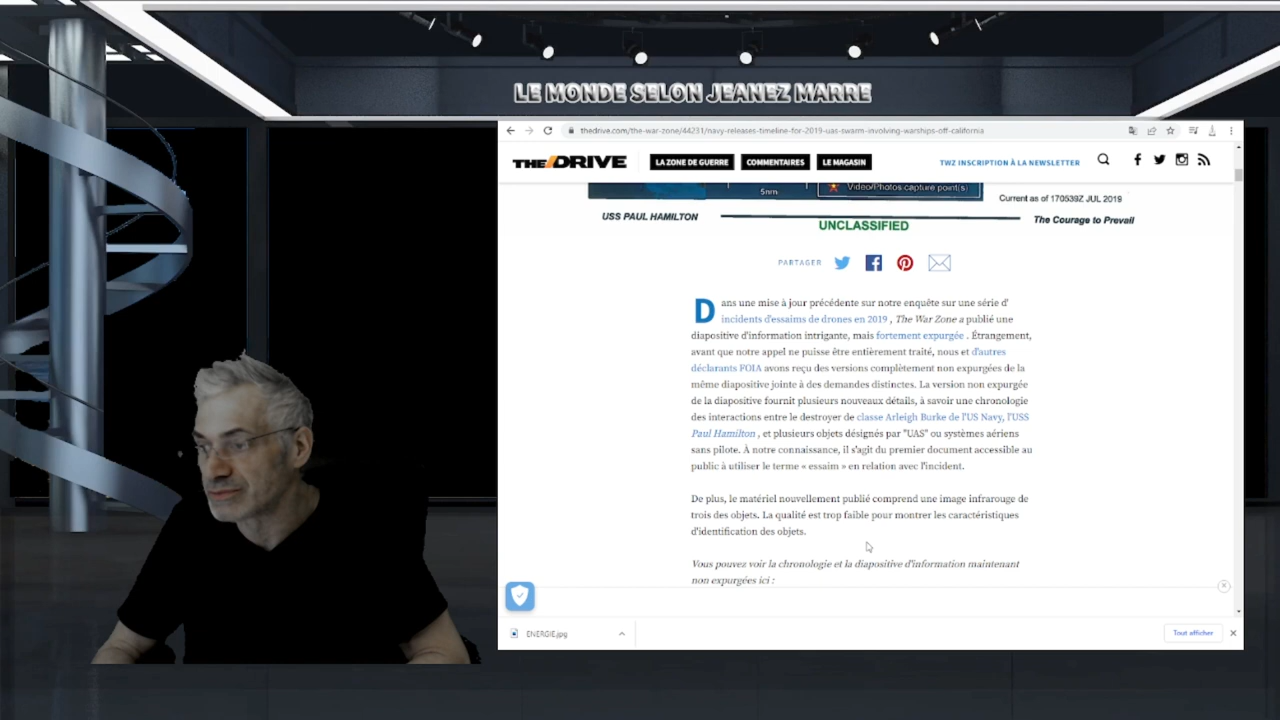 LE MONDE SELON JEANEZ MARRE
thedrive.com/the-war-zone/44231/navy-releases-timeline-for-2019-uas-swarm-involving-warships-off-california
THE DRIVE LA ZONE DE GUERRE COMMENTAIRES LE MAGASIN TWZ INSCRIPTION À LA NEWSLETTER
5nm Video/Photos capture point(s)
Current as of 170539Z JUL 2019
USS PAUL HAMILTON The Courage to Prevail
UNCLASSIFIED
PARTAGER
Dans une mise à jour précédente sur notre enquête sur une série d'
incidents d'essaims de drones en 2019 , The War Zone a publié une
diapositive d'information intrigante, mais fortement expurgée . Étrangement,
avant que notre appel ne puisse être entièrement traité, nous et d'autres
déclarants FOIA avons reçu des versions complètement non expurgées de la
même diapositive jointe à des demandes distinctes. La version non expurgée
de la diapositive fournit plusieurs nouveaux détails, à savoir une chronologie
des interactions entre le destroyer de classe Arleigh Burke de l'US Navy, l'USS
Paul Hamilton , et plusieurs objets désignés par "UAS" ou systèmes aériens
sans pilote. À notre connaissance, il s'agit du premier document accessible au
public à utiliser le terme « essaim » en relation avec l'incident.
De plus, le matériel nouvellement publié comprend une image infrarouge de
trois des objets. La qualité est trop faible pour montrer les caractéristiques
d'identification des objets.
Vous pouvez voir la chronologie et la diapositive d'information maintenant
non expurgées ici :
ENERGIE.jpg Tout afficher